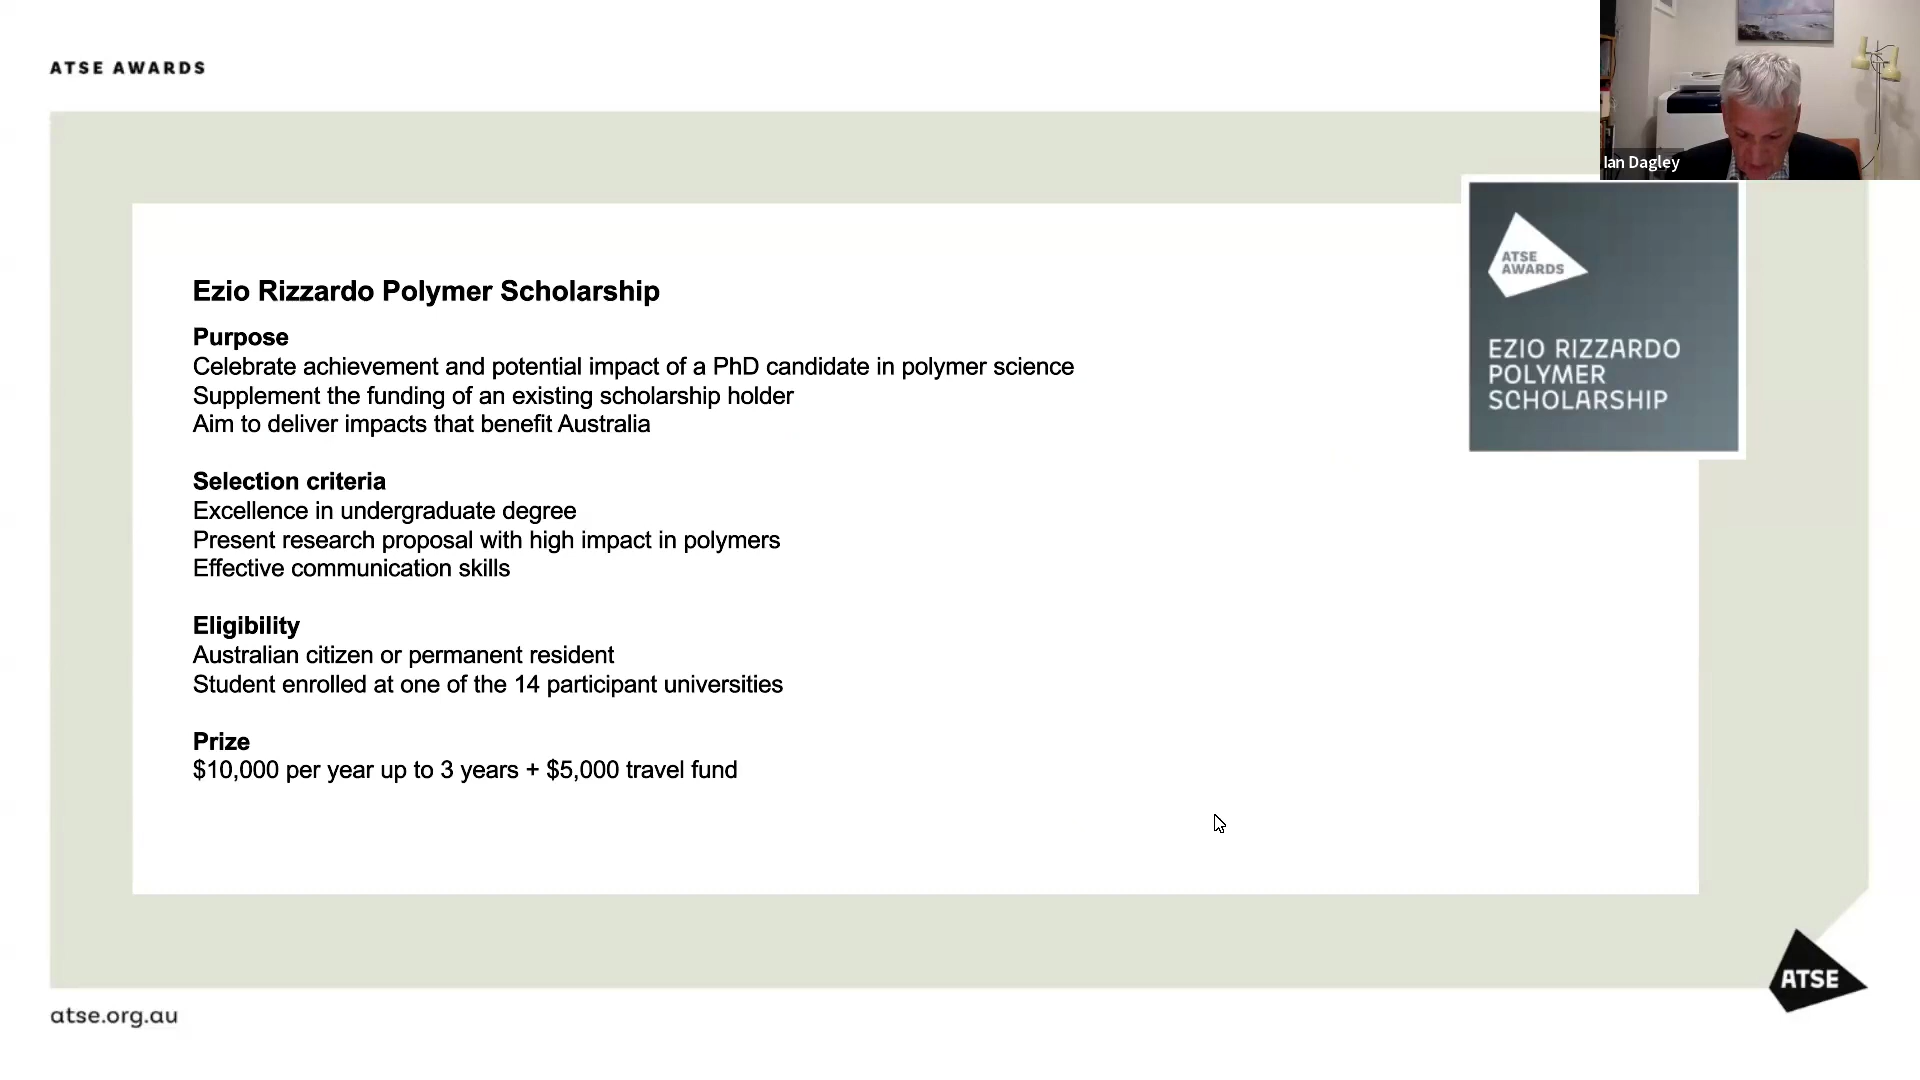 ATSE AWARDS
Ian Dagley
ATSE
AWARDS
EZIO RIZZARDO
POLYMER
SCHOLARSHIP
Ezio Rizzardo Polymer Scholarship
Purpose
Celebrate achievement and potential impact of a PhD candidate in polymer science
Supplement the funding of an existing scholarship holder
Aim to deliver impacts that benefit Australia
Selection criteria
Excellence in undergraduate degree
Present research proposal with high impact in polymers
Effective communication skills
Eligibility
Australian citizen or permanent resident
Student enrolled at one of the 14 participant universities
Prize
$10,000 per year up to 3 years + $5,000 travel fund
ATSE
atse.org.au